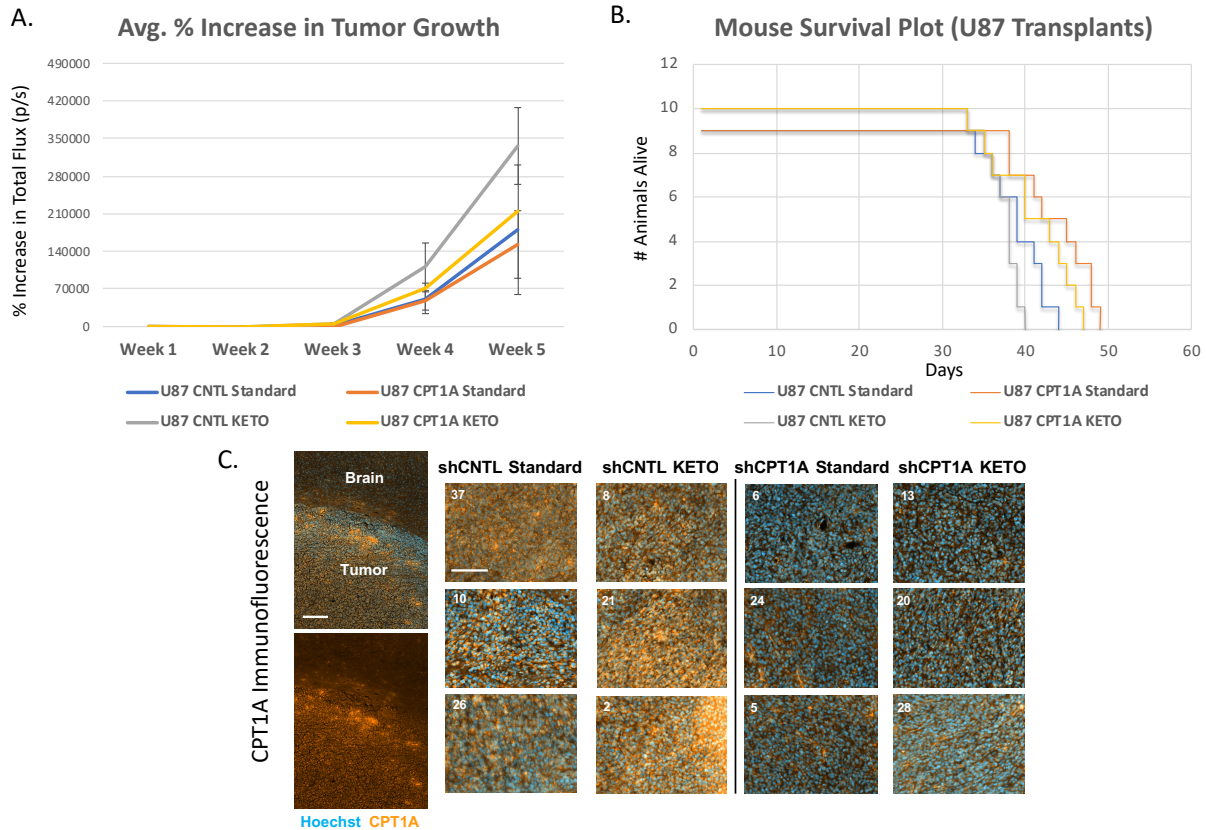 A.
Avg. % Increase in Tumor Growth
% Increase in Total Flux (p/s)
490000
420000
350000
280000
210000
140000
70000
0
Week 1 Week 2 Week 3 Week 4 Week 5
U87 CNTL Standard U87 CPT1A Standard
U87 CNTL KETO U87 CPT1A KETO
B.
Mouse Survival Plot (U87 Transplants)
# Animals Alive
12
10
8
6
4
2
0
0 10 20 30 40 50 60
Days
U87 CNTL Standard U87 CPT1A Standard
U87 CNTL KETO U87 CPT1A KETO
C.
CPT1A Immunofluorescence
Brain
Tumor
Hoechst CPT1A
shCNTL Standard shCNTL KETO shCPT1A Standard shCPT1A KETO
37 8 6 13
10 21 24 20
26 2 5 28